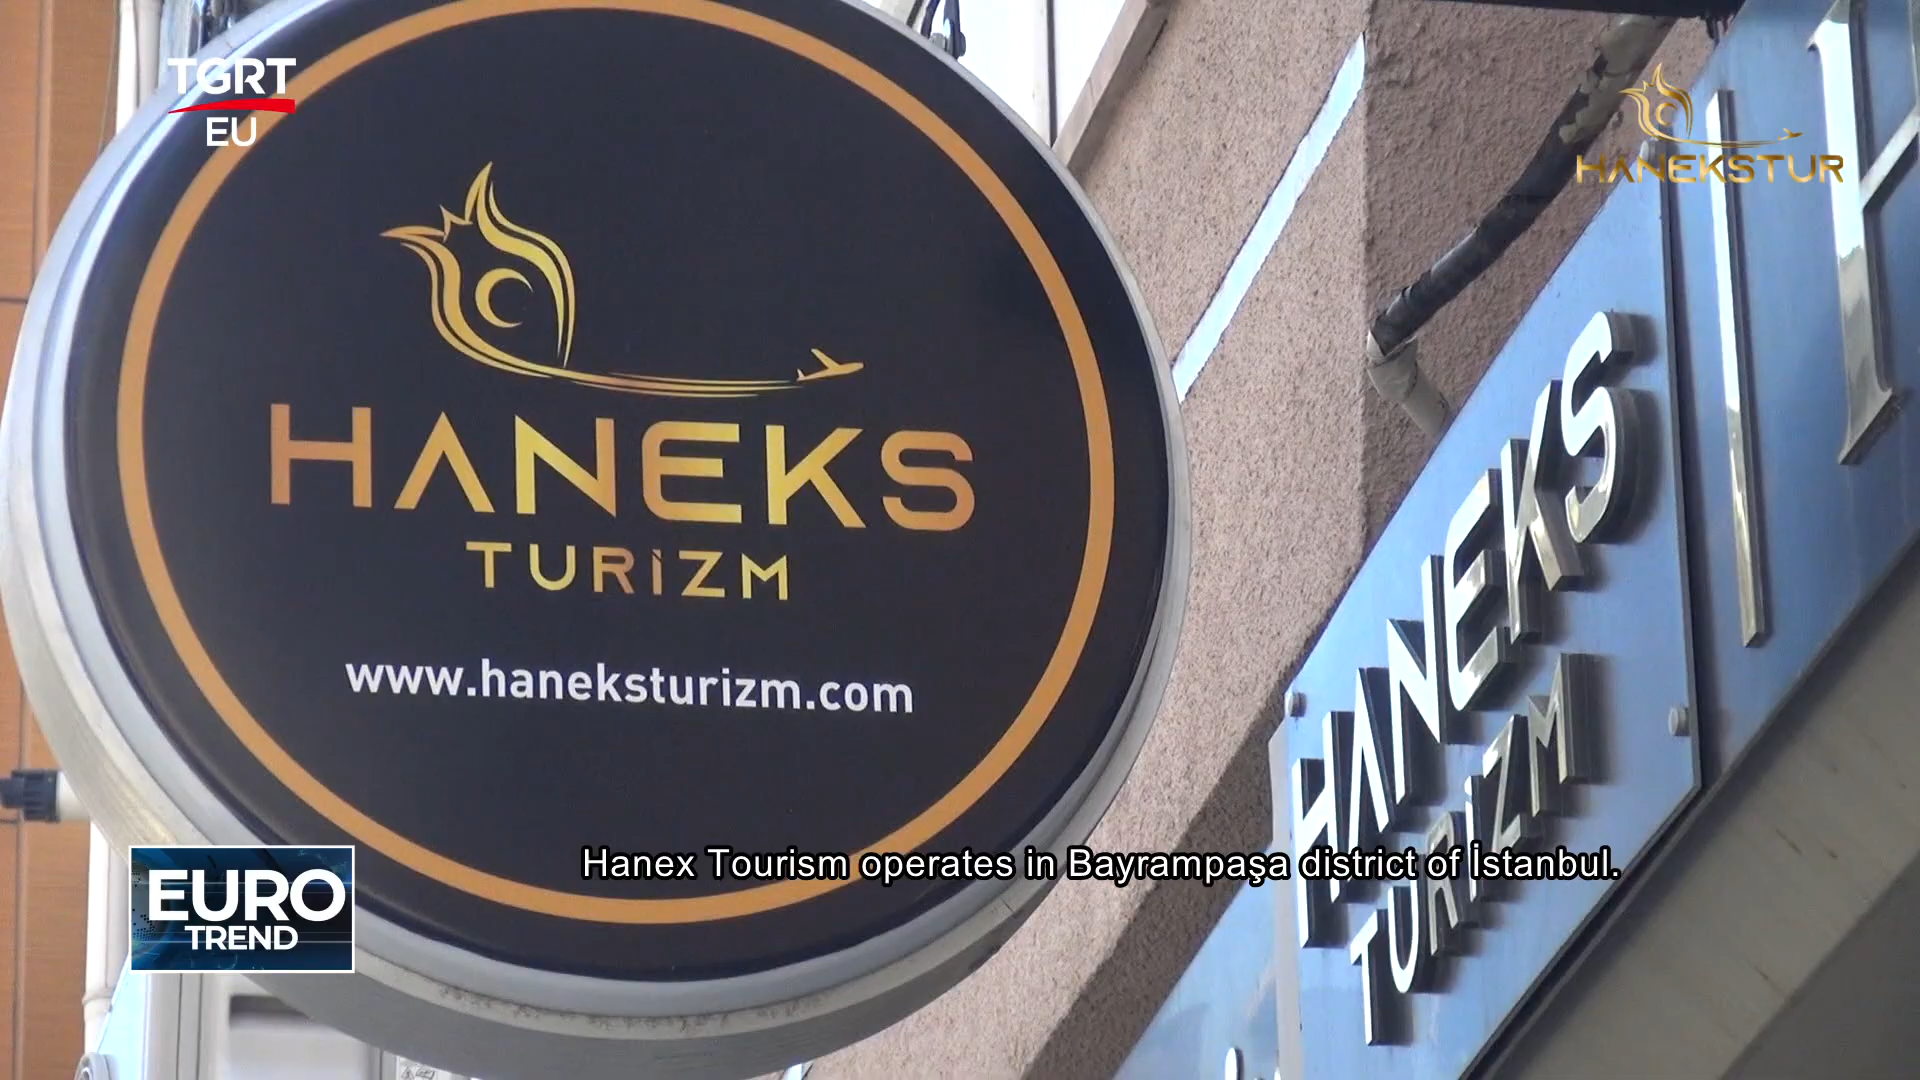 TGRT
EU
HANEKSTUR
HANEKS
TURİZM
www.haneksturizm.com
HANEKS
TURİZM
Hanex Tourism operates in Bayrampaşa district of İstanbul.
EURO
TREND